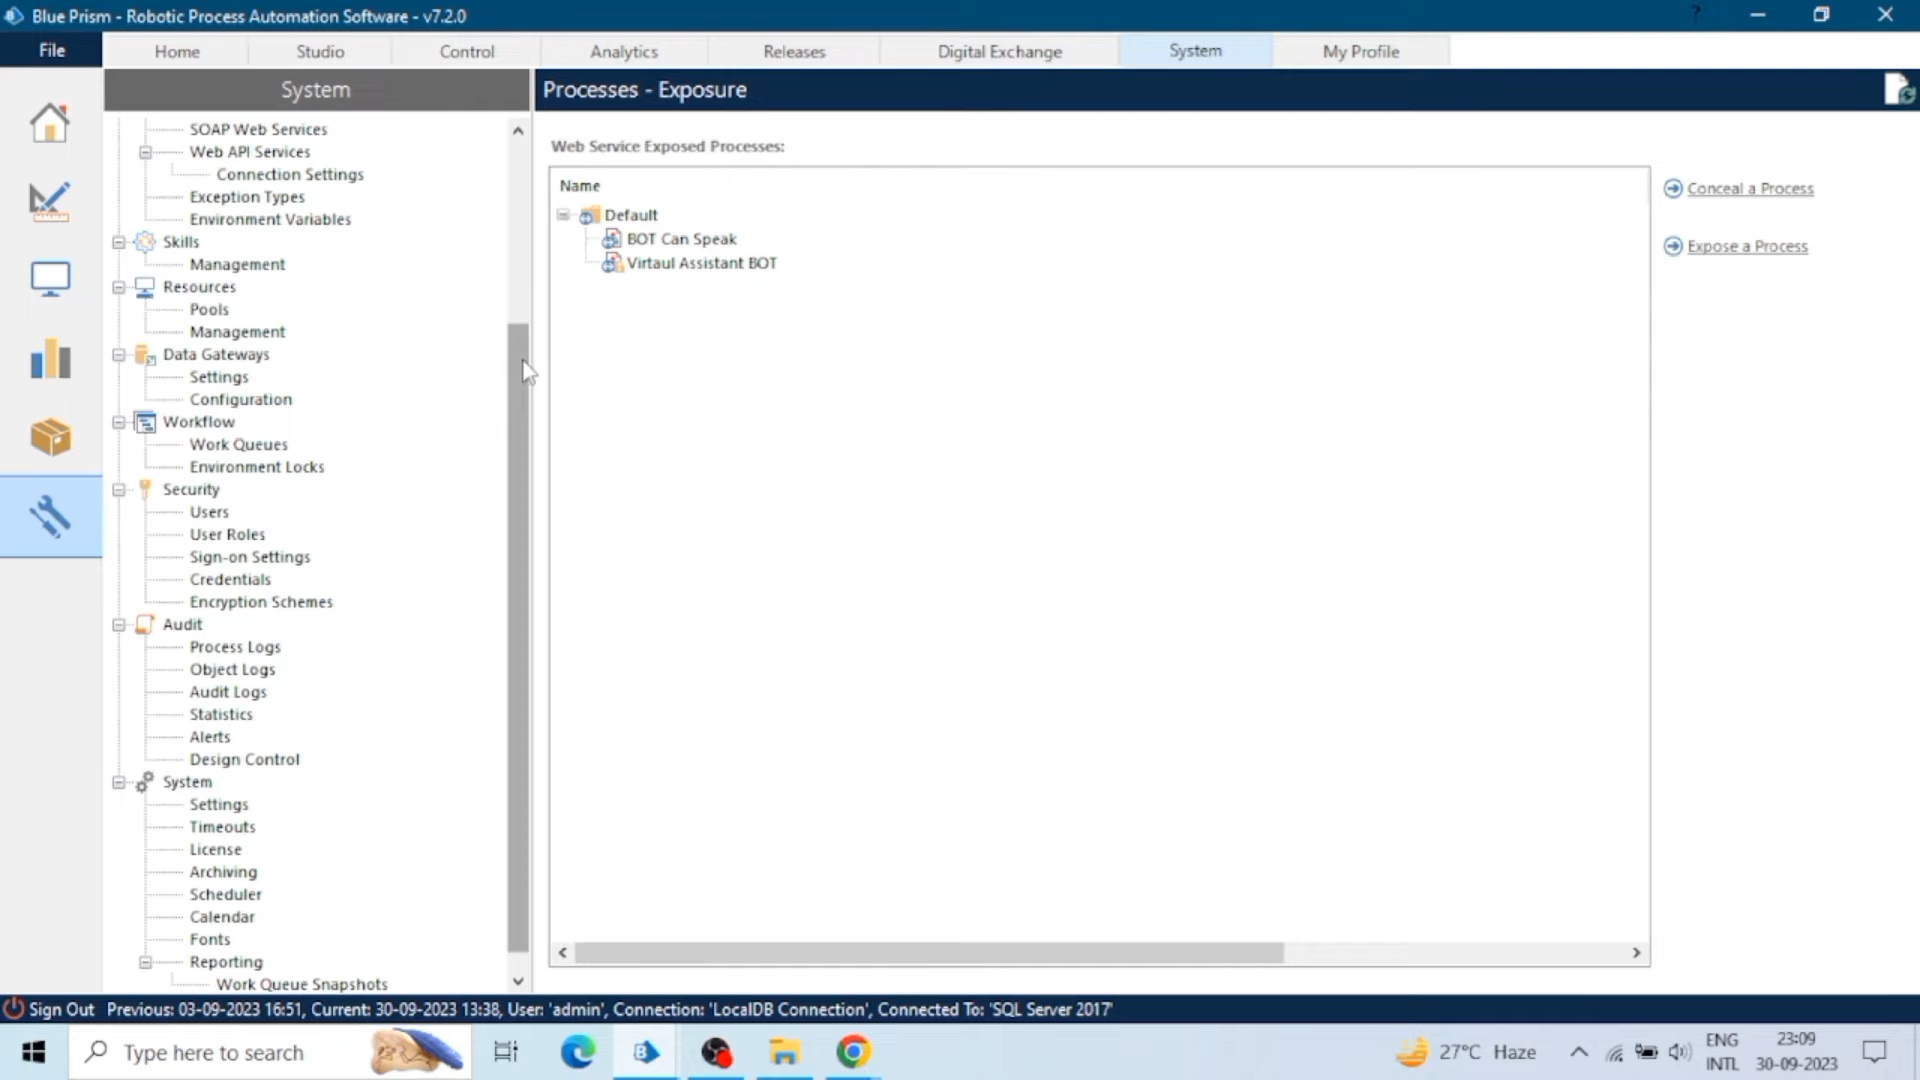 Blue Prism - Robotic Process Automation Software - v7.2.0
?
File
Home
Studio
Control
Analytics
Releases
Digital Exchange
System
My Profile
System
Processes - Exposure
SOAP Web Services
Web API Services
Connection Settings
Exception Types
Environment Variables
Skills
Management
Resources
Pools
Management
Data Gateways
Settings
Configuration
Workflow
Work Queues
Environment Locks
Security
Users
User Roles
Sign-on Settings
Credentials
Encryption Schemes
Audit
Process Logs
Object Logs
Audit Logs
Statistics
Alerts
Design Control
System
Settings
Timeouts
License
Archiving
Scheduler
Calendar
Fonts
Reporting
Work Queue Snapshots
Web Service Exposed Processes:
Name
Default
BOT Can Speak
Virtaul Assistant BOT
Conceal a Process
Expose a Process
Sign Out Previous: 03-09-2023 16:51, Current: 30-09-2023 13:38, User: 'admin', Connection: 'LocalDB Connection', Connected To: 'SQL Server 2017'
Type here to search
27°C Haze
ENG
INTL
23:09
30-09-2023